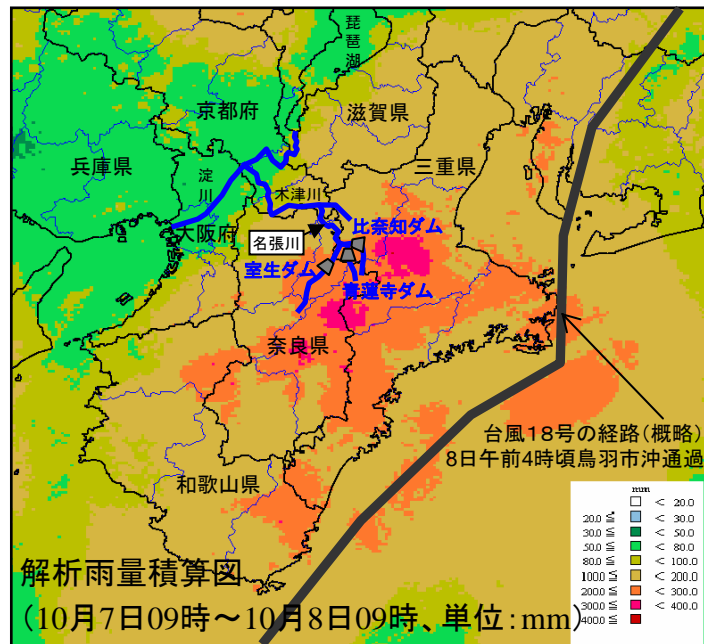 琵琶湖
京都府
滋賀県
兵庫県
三重県
淀川
木津川
大阪府
比奈知ダム
名張川
室生ダム
青蓮寺ダム
奈良県
台風18号の経路(概略)
8日午前4時頃鳥羽市沖通過
和歌山県
解析雨量積算図
(10月7日09時～10月8日09時、単位:mm)
mm
< 20.0
20.0 ≦ < 30.0
30.0 ≦ < 50.0
50.0 ≦ < 80.0
80.0 ≦ < 100.0
100.0 ≦ < 200.0
200.0 ≦ < 300.0
300.0 ≦ < 400.0
400.0 ≦